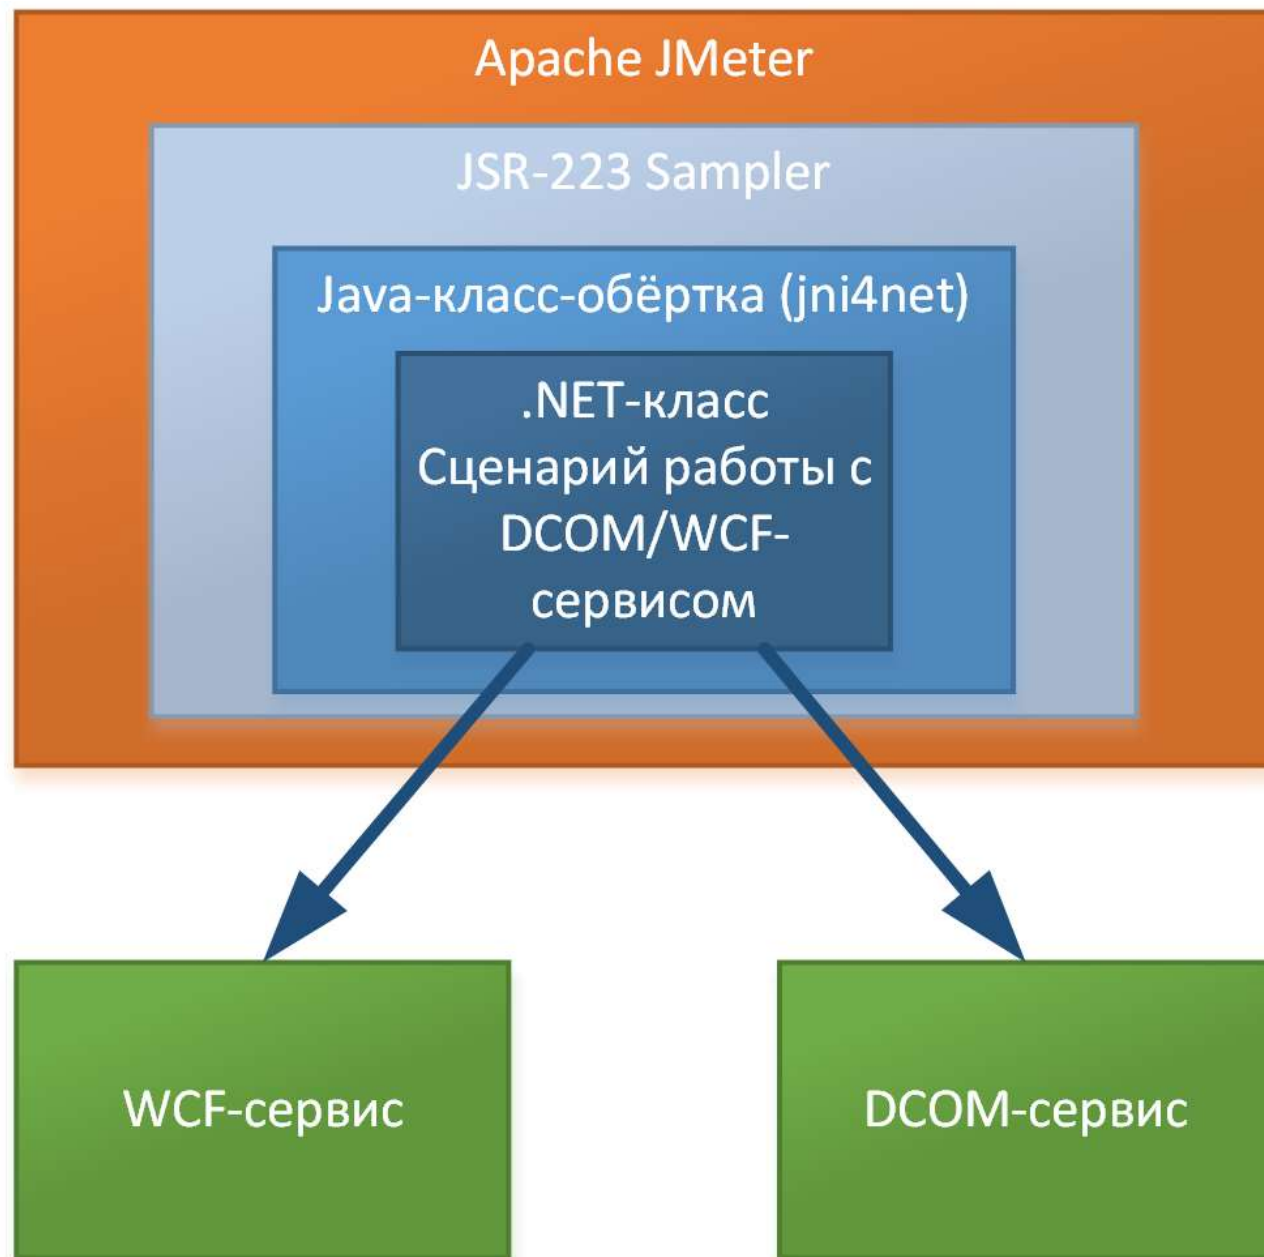 Apache JMeter
JSR-223 Sampler
Java-класс-обёртка (jni4net)
.NET-класс
Сценарий работы с
DCOM/WCF-
сервисом
WCF-сервис
DCOM-сервис